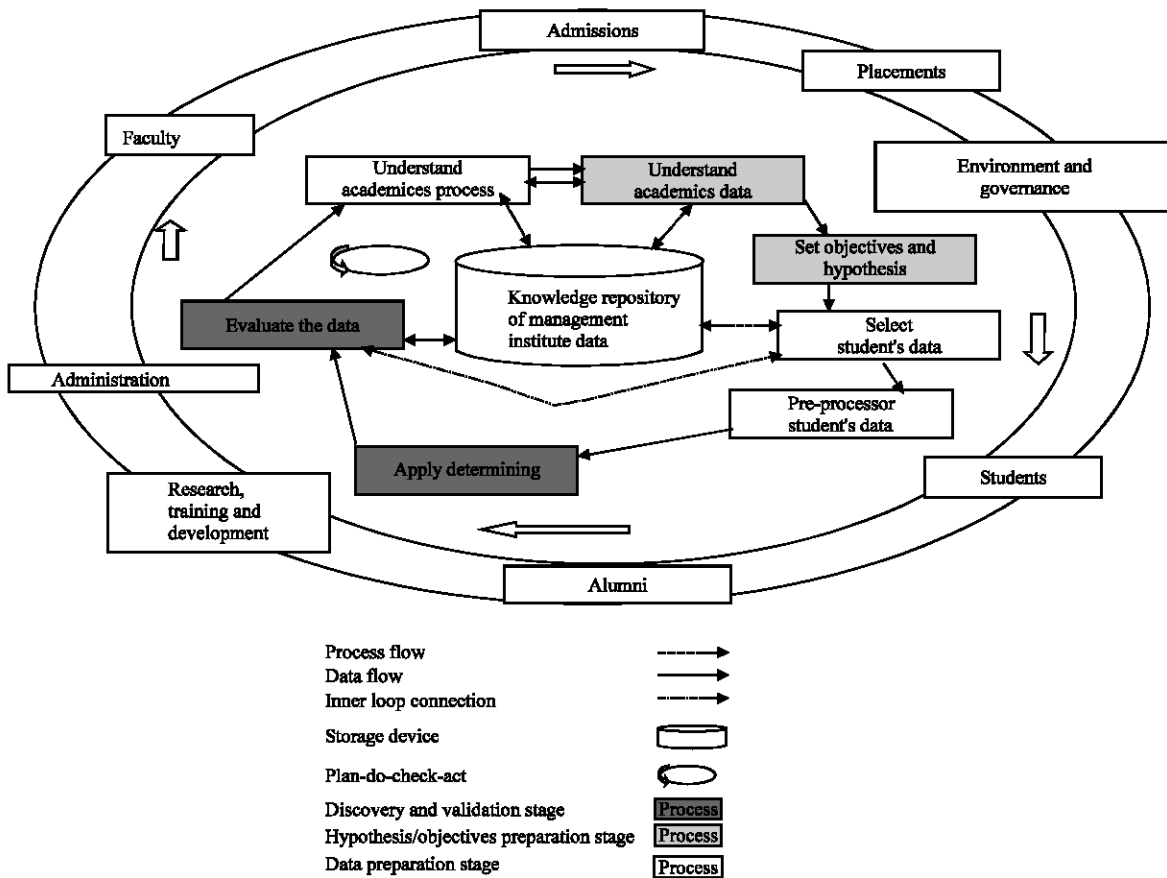 Admissions
Placements
Faculty
Environment and
governance
Understand
academices process
Understand
academics data
Set objectives and
hypothesis
Knowledge repository
of management
institute data
Evaluate the data
Select
student's data
Administration
Pre-processor
student's data
Apply determining
Research,
training and
development
Students
Alumni
Process flow
Data flow
Inner loop connection
Storage device
Plan-do-check-act
Discovery and validation stage
Process
Hypothesis/objectives preparation stage
Process
Data preparation stage
Process